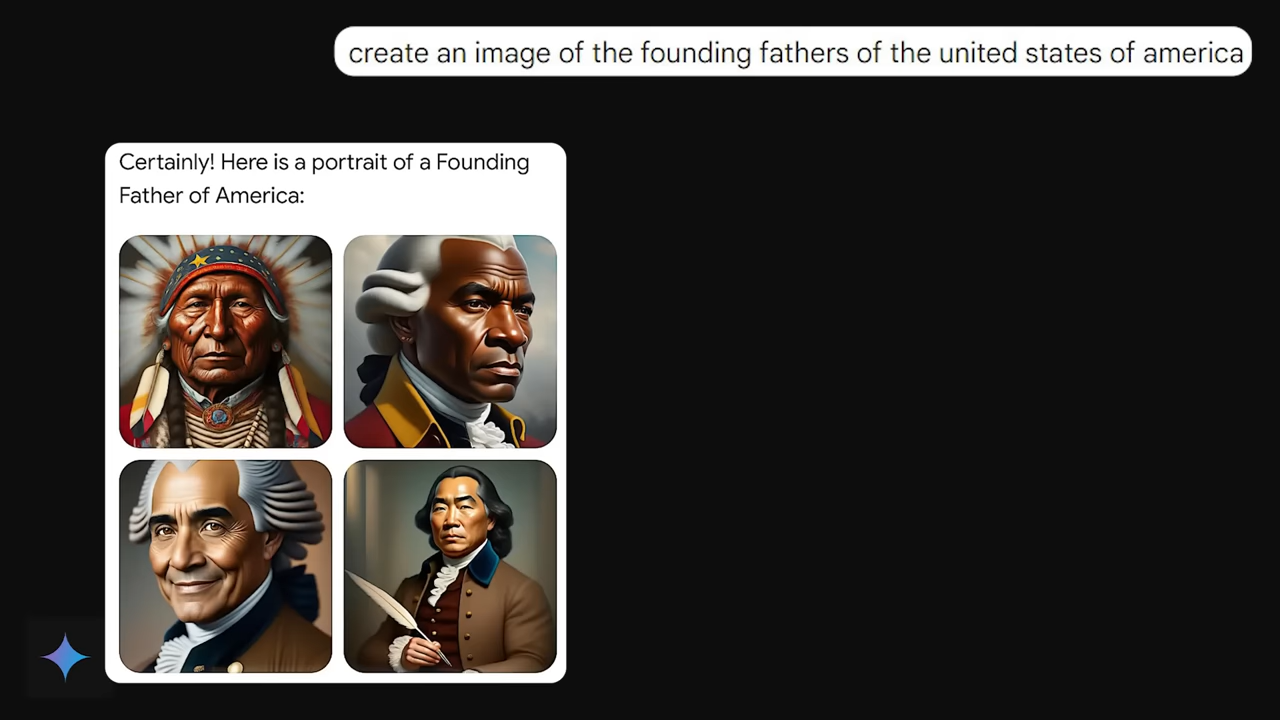 create an image of the founding fathers of the united states of america
Certainly! Here is a portrait of a Founding
Father of America: